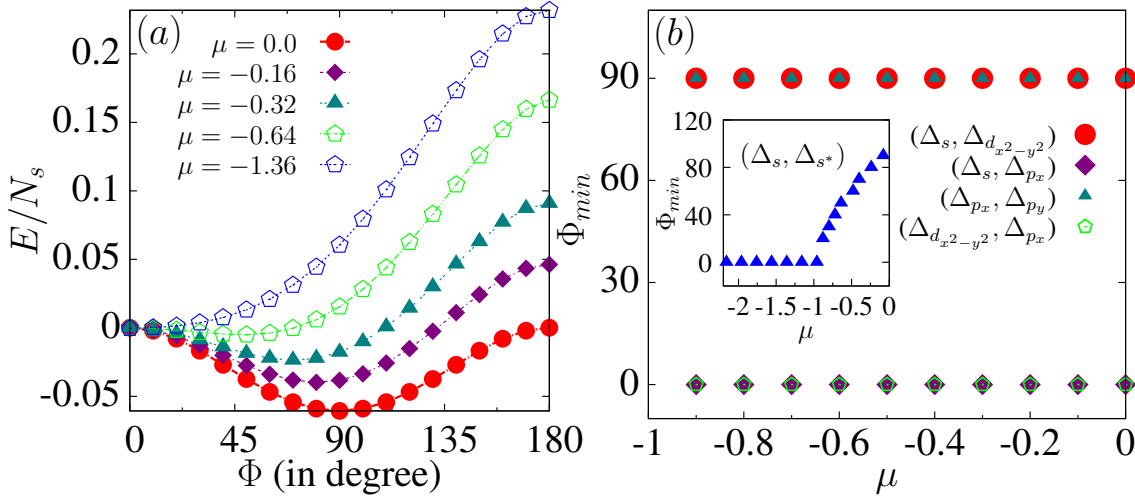 (a)
μ = 0.0
μ = −0.16
μ = −0.32
μ = −0.64
μ = −1.36
E/N_s
0.2
0.15
0.1
0.05
0
-0.05
0 45 90 135 180
Φ (in degree)
(b)
Φ_min
90
60
30
0
-1 -0.8 -0.6 -0.4 -0.2 0
μ
(Δ_s, Δ_{d_{x²−y²}})
(Δ_s, Δ_{p_x})
(Δ_{p_x}, Δ_{p_y})
(Δ_{d_{x²−y²}}, Δ_{p_x})
(Δ_s, Δ_{s*})
Φ_min
120
80
40
0
-2 -1.5 -1 -0.5 0
μ